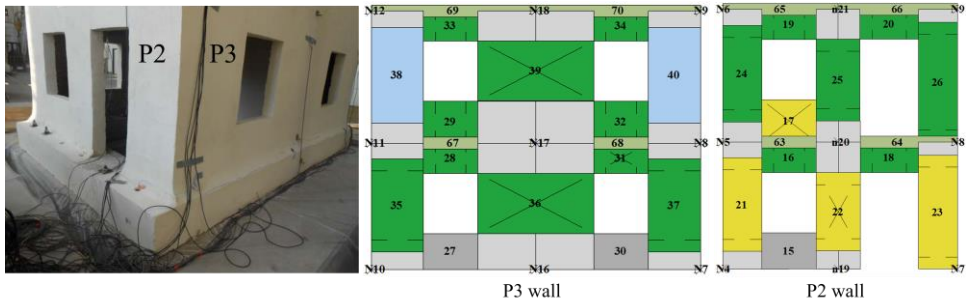 P2 P3
N12 69 N18 70 N9
33 34
38 39 40
29 32
N11 67 N17 68 N8
28 31
35 36 37
27 30
N10 N16 N7
P3 wall
N6 65 n21 66 N9
19 20
24 25 26
17
N5 63 n20 64 N8
16 18
21 22 23
15
N4 n19 N7
P2 wall